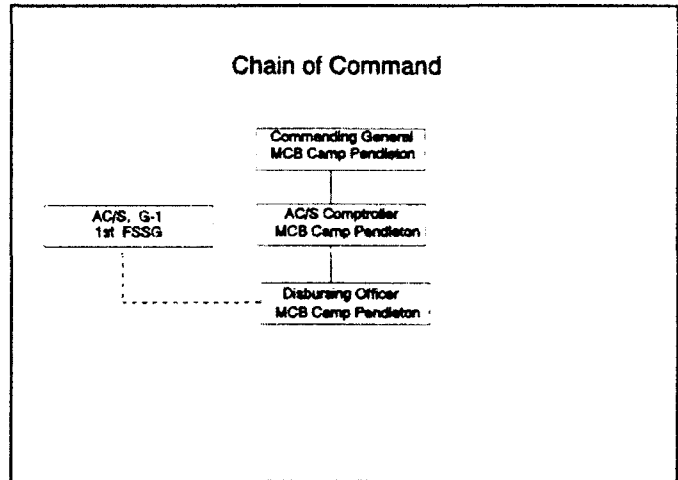 Chain of Command
Commanding General
MCB Camp Pendleton
AC/S, G-1
1st FSSG
AC/S Comptroller
MCB Camp Pendleton
Disbursing Officer
MCB Camp Pendleton